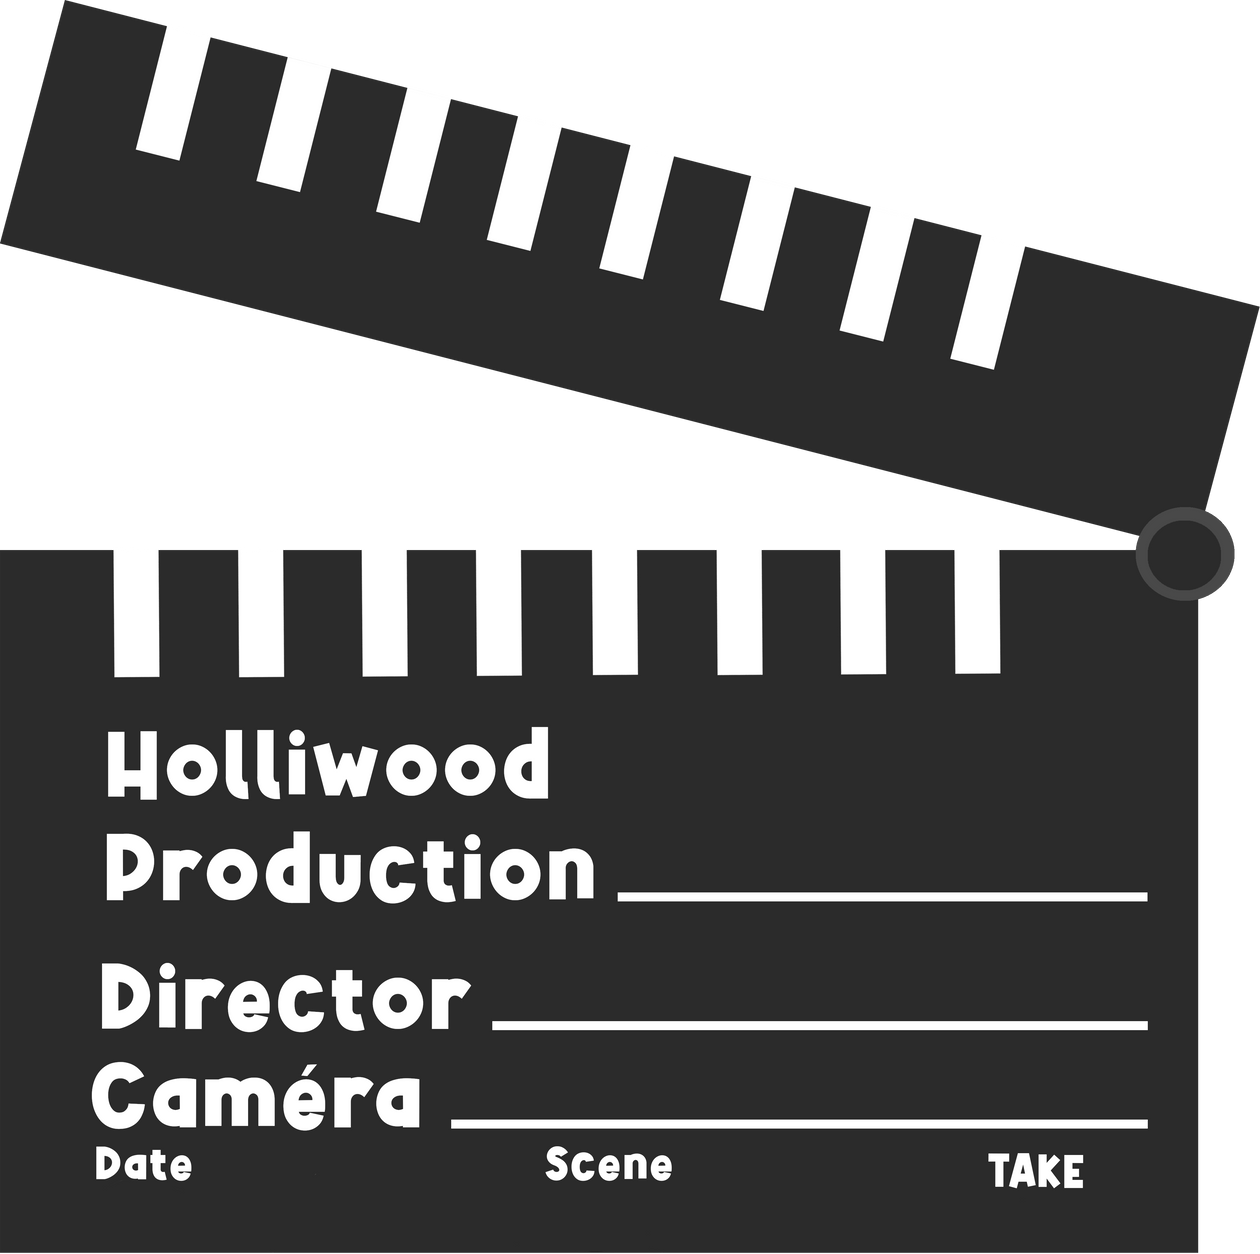 Holliwood
Production
Director
Caméra
Date Scene TAKE